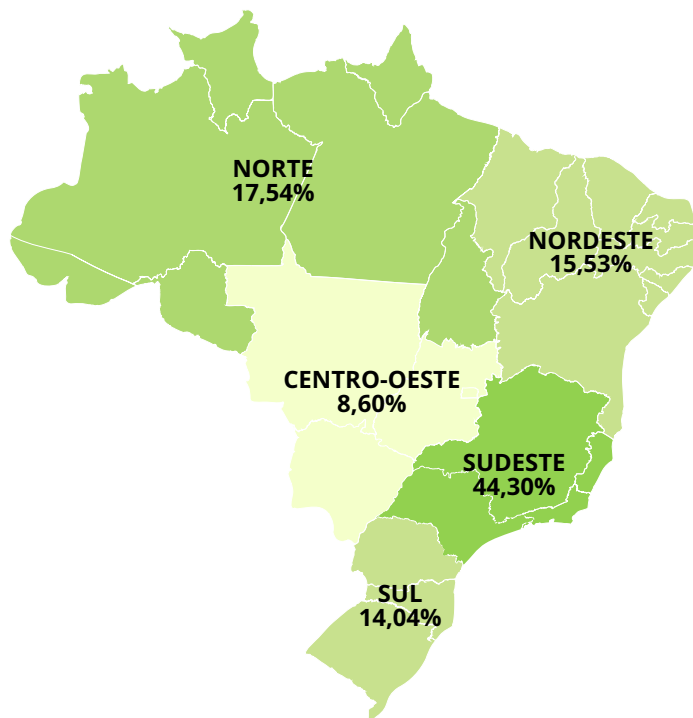 NORTE
17,54%
NORDESTE
15,53%
CENTRO-OESTE
8,60%
SUDESTE
44,30%
SUL
14,04%